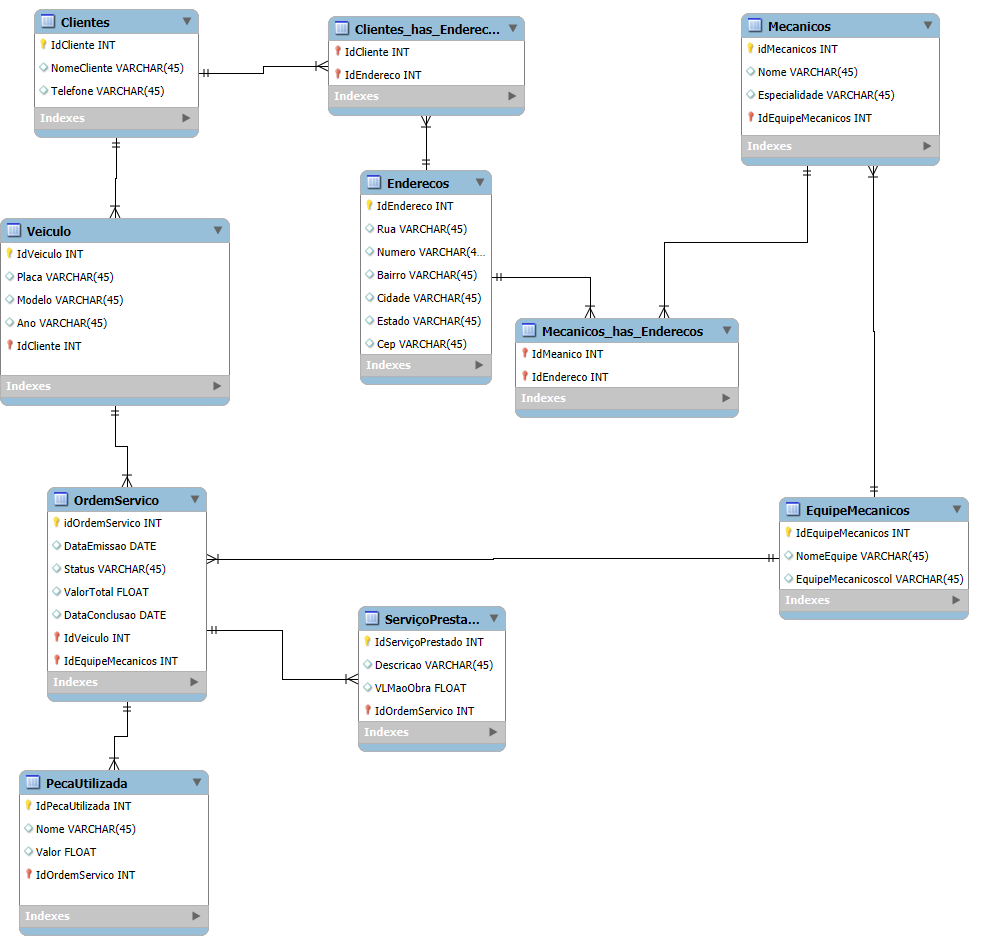 Clientes
IdCliente INT
NomeCliente VARCHAR(45)
Telefone VARCHAR(45)
Indexes
Clientes_has_Enderec...
IdCliente INT
IdEndereco INT
Indexes
Mecanicos
idMecanicos INT
Nome VARCHAR(45)
Especialidade VARCHAR(45)
IdEquipeMecanicos INT
Indexes
Enderecos
IdEndereco INT
Rua VARCHAR(45)
Numero VARCHAR(4...
Bairro VARCHAR(45)
Cidade VARCHAR(45)
Estado VARCHAR(45)
Cep VARCHAR(45)
Indexes
Veiculo
IdVeiculo INT
Placa VARCHAR(45)
Modelo VARCHAR(45)
Ano VARCHAR(45)
IdCliente INT
Indexes
Mecanicos_has_Enderecos
IdMeanico INT
IdEndereco INT
Indexes
OrdemServico
idOrdemServico INT
DataEmissao DATE
Status VARCHAR(45)
ValorTotal FLOAT
DataConclusao DATE
IdVeiculo INT
IdEquipeMecanicos INT
Indexes
EquipeMecanicos
IdEquipeMecanicos INT
NomeEquipe VARCHAR(45)
EquipeMecanicoscol VARCHAR(45)
Indexes
ServiçoPresta...
IdServiçoPrestado INT
Descricao VARCHAR(45)
VLMaoObra FLOAT
IdOrdemServico INT
Indexes
PecaUtilizada
IdPecaUtilizada INT
Nome VARCHAR(45)
Valor FLOAT
IdOrdemServico INT
Indexes